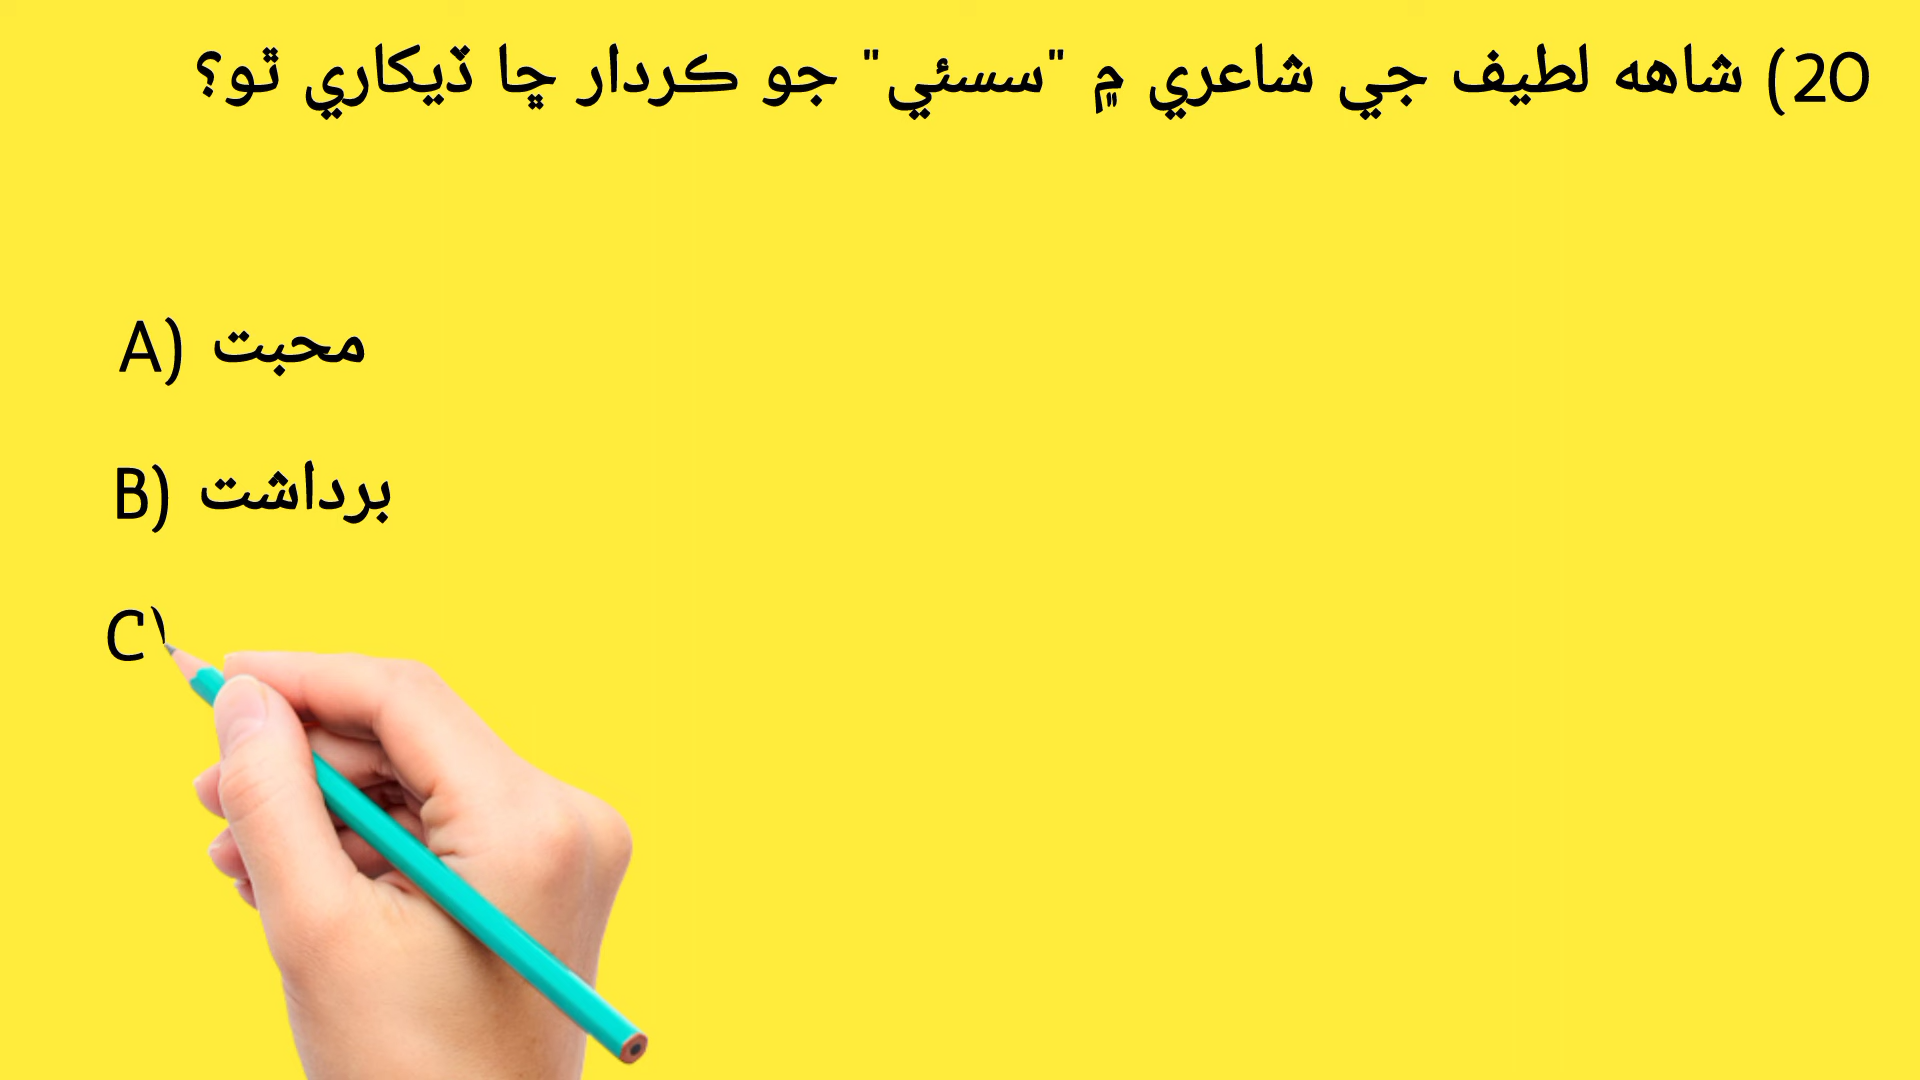 20) شاهه لطيف جي شاعري ۾ "سسئي" جو ڪردار ڇا ڏيکاري ٿو؟
A) محبت
B) برداشت
C)